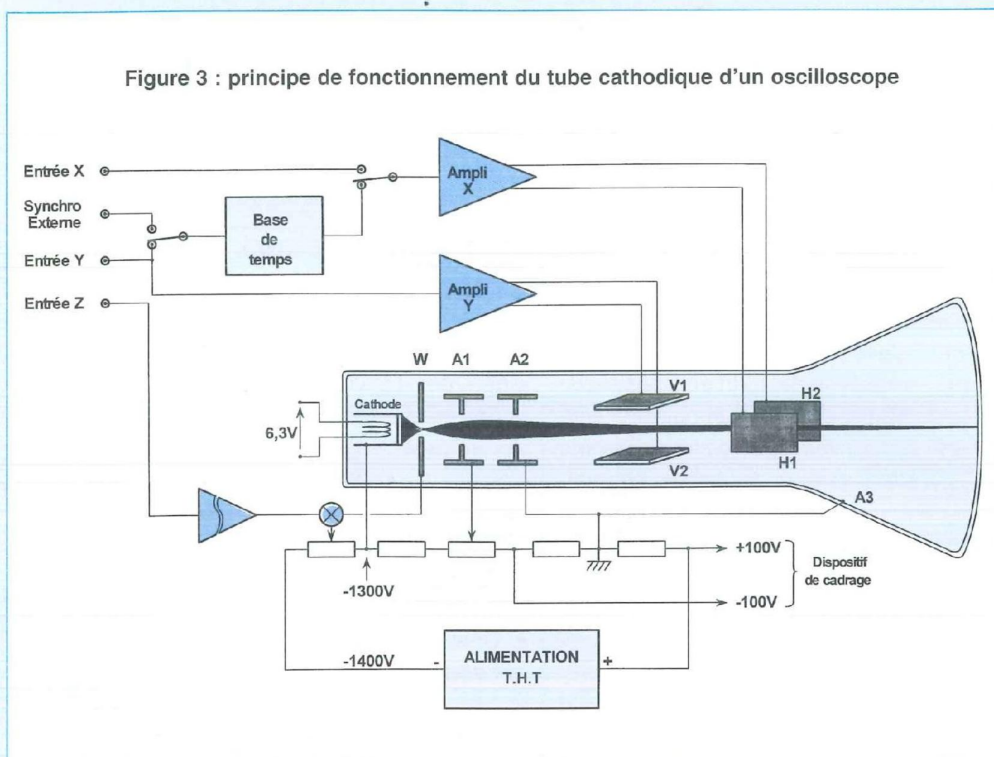 Figure 3 : principe de fonctionnement du tube cathodique d'un oscilloscope
Entrée X
Ampli
X
Synchro
Externe
Base
de
temps
Entrée Y
Entrée Z
Ampli
Y
W
A1
A2
V1
Cathode
H2
6,3V
V2
H1
A3
+100V
Dispositif
de cadrage
-1300V
-100V
-1400V
-
ALIMENTATION
T.H.T
+